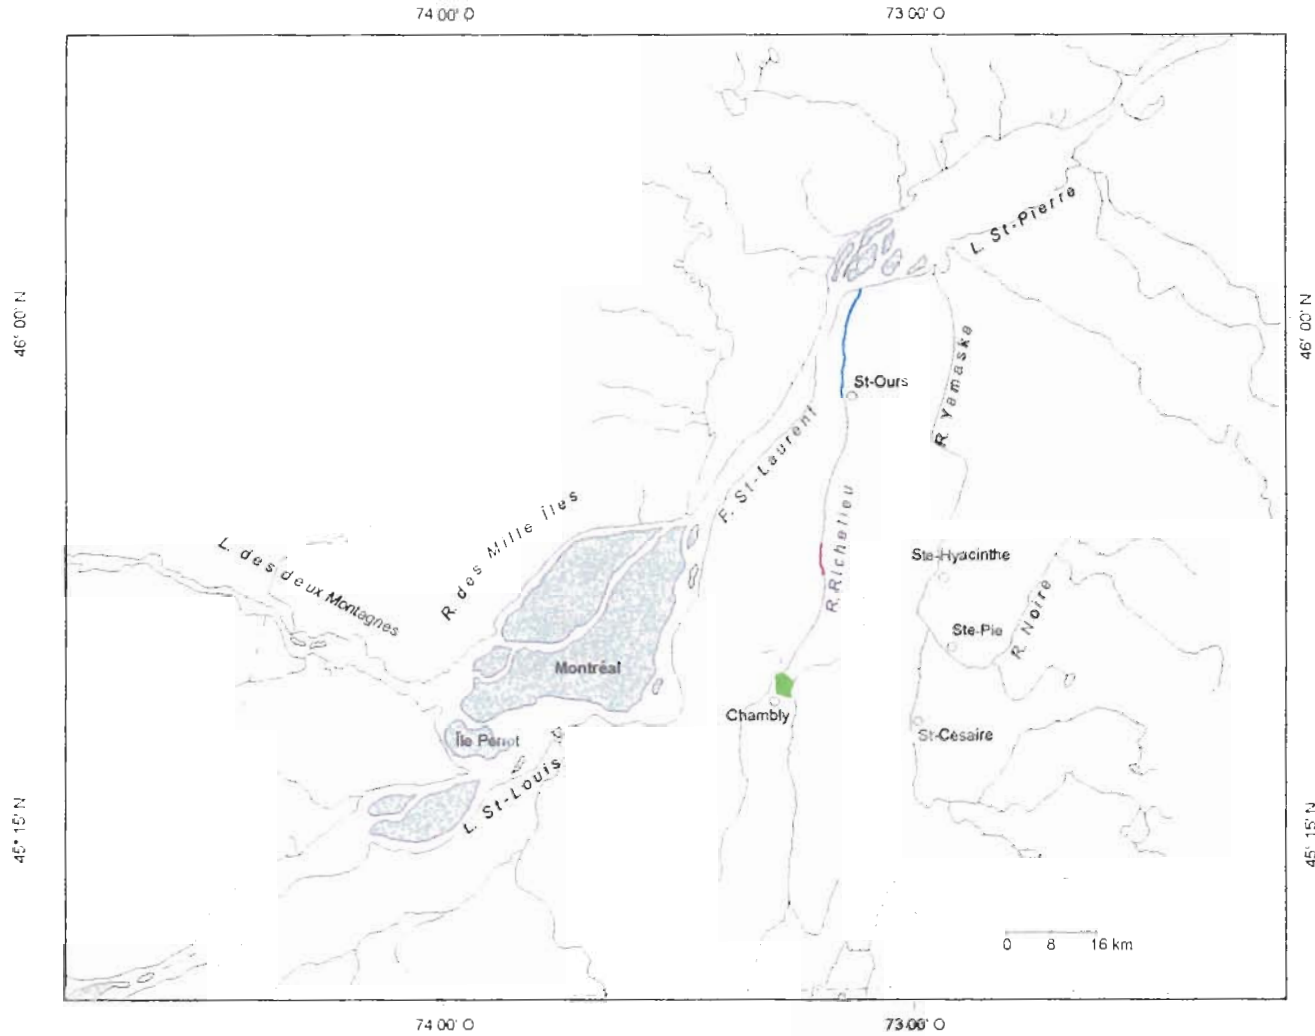 74 00' O
73 00' O
L. St-Pierre
46° 00' N
46° 00' N
St-Ours
R. Yamaska
F. St-Laurent
R. des Mille Îles
R. Richelieu
L. des deux Montagnes
Ste-Hyacinthe
R. Noire
Ste-Pie
Montréal
Chambly
St-Césaire
Île Perrot
L. St-Louis
45° 15' N
45° 15' N
0 8 16 km
74 00' O
73 00' O